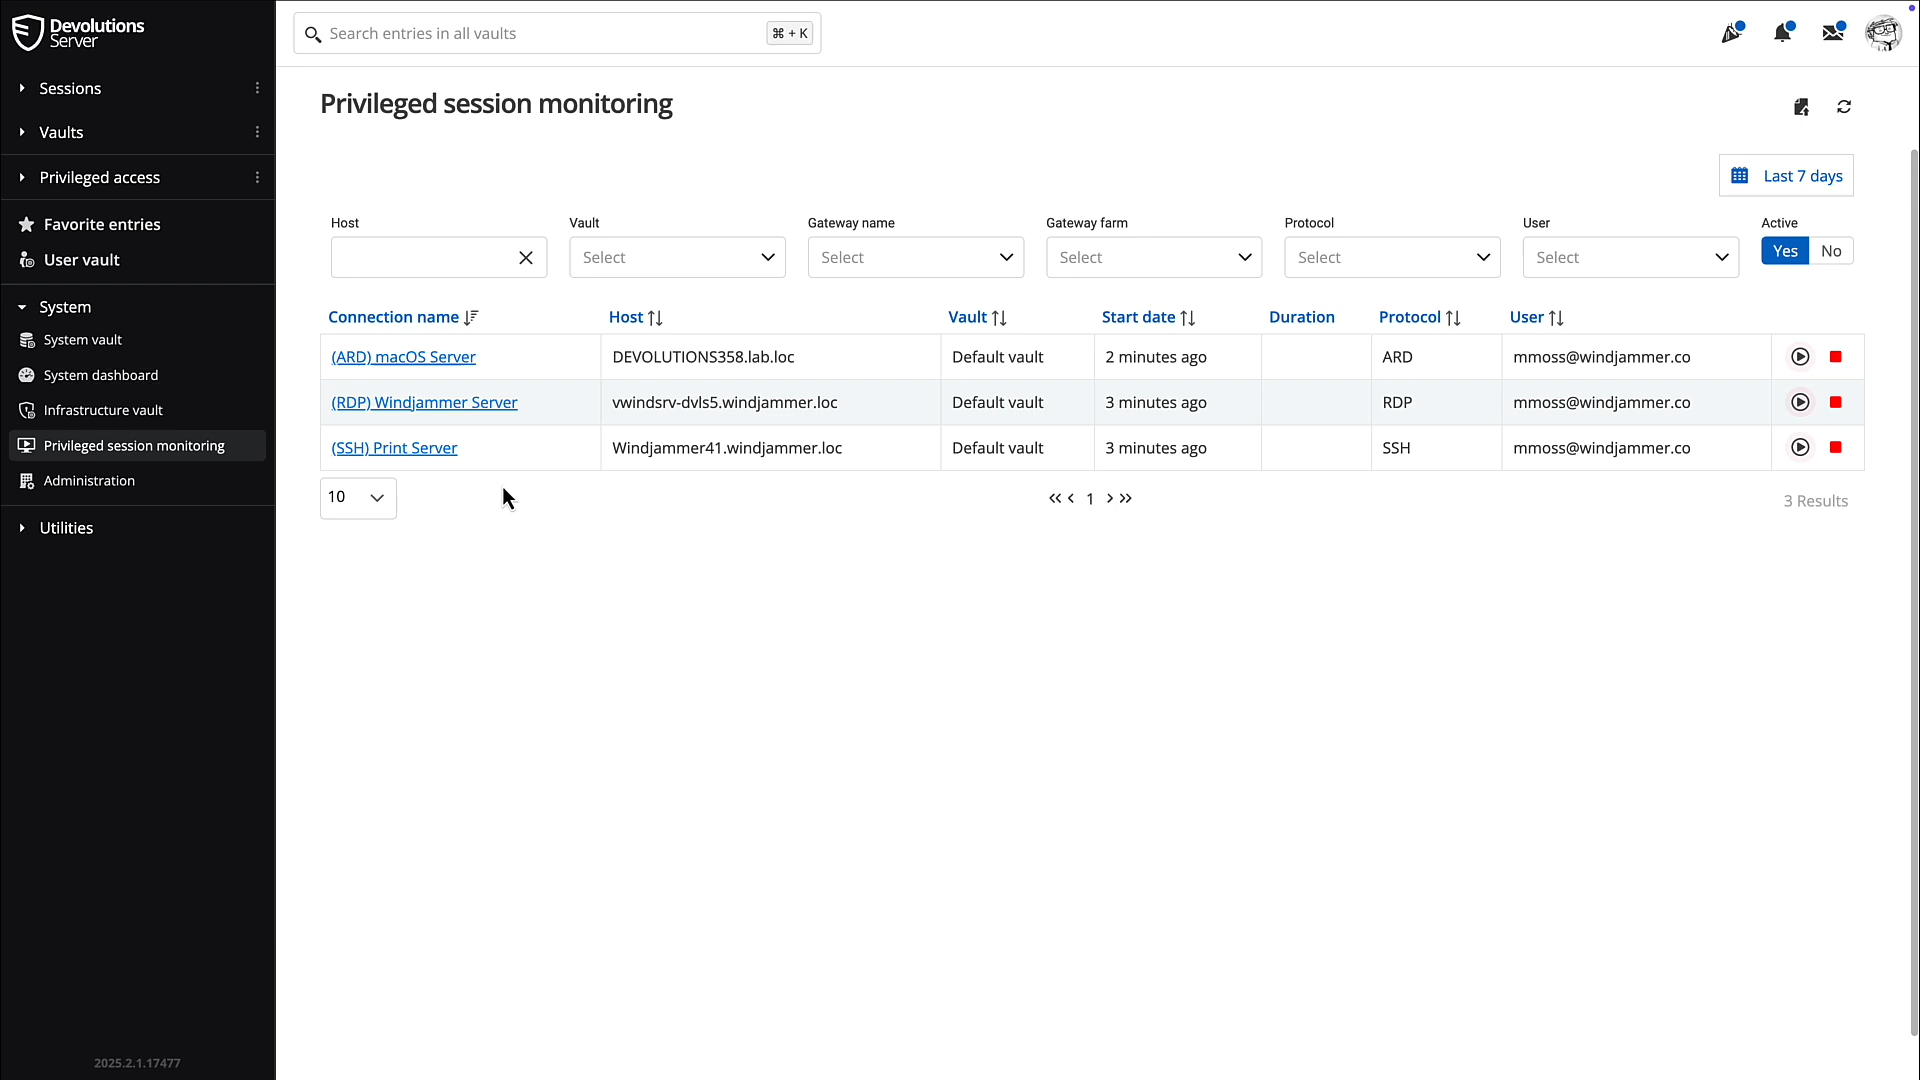 Devolutions
Server
Sessions
Vaults
Privileged access
Favorite entries
User vault
System
System vault
System dashboard
Infrastructure vault
Privileged session monitoring
Administration
Utilities
2025.2.1.17477
Search entries in all vaults ⌘ + K
Privileged session monitoring
Last 7 days
Host Vault Gateway name Gateway farm Protocol User Active
Select Select Select Select Select Yes No
Connection name Host Vault Start date Duration Protocol User
(ARD) macOS Server DEVOLUTIONS358.lab.loc Default vault 2 minutes ago ARD mmoss@windjammer.co
(RDP) Windjammer Server vwindsrv-dvls5.windjammer.loc Default vault 3 minutes ago RDP mmoss@windjammer.co
(SSH) Print Server Windjammer41.windjammer.loc Default vault 3 minutes ago SSH mmoss@windjammer.co
10 « ‹ 1 › » 3 Results